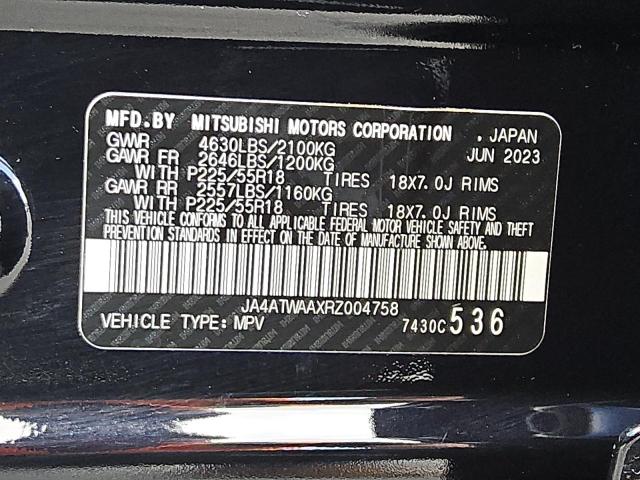 MFD.BY MITSUBISHI MOTORS CORPORATION . JAPAN
GWVR 4630LBS/2100KG JUN 2023
GAWR FR 2646LBS/1200KG
WITH P225/55R18 TIRES 18X7.0J RIMS
GAWR RR 2557LBS/1160KG
WITH P225/55R18 TIRES 18X7.0J RIMS
THIS VEHICLE CONFORMS TO ALL APPLICABLE FEDERAL MOTOR VEHICLE SAFETY AND THEFT
PREVENTION STANDARDS IN EFFECT ON THE DATE OF MANUFACTURE SHOWN ABOVE.
JA4ATWAAXRZ004758
VEHICLE TYPE: MPV 7430C 536